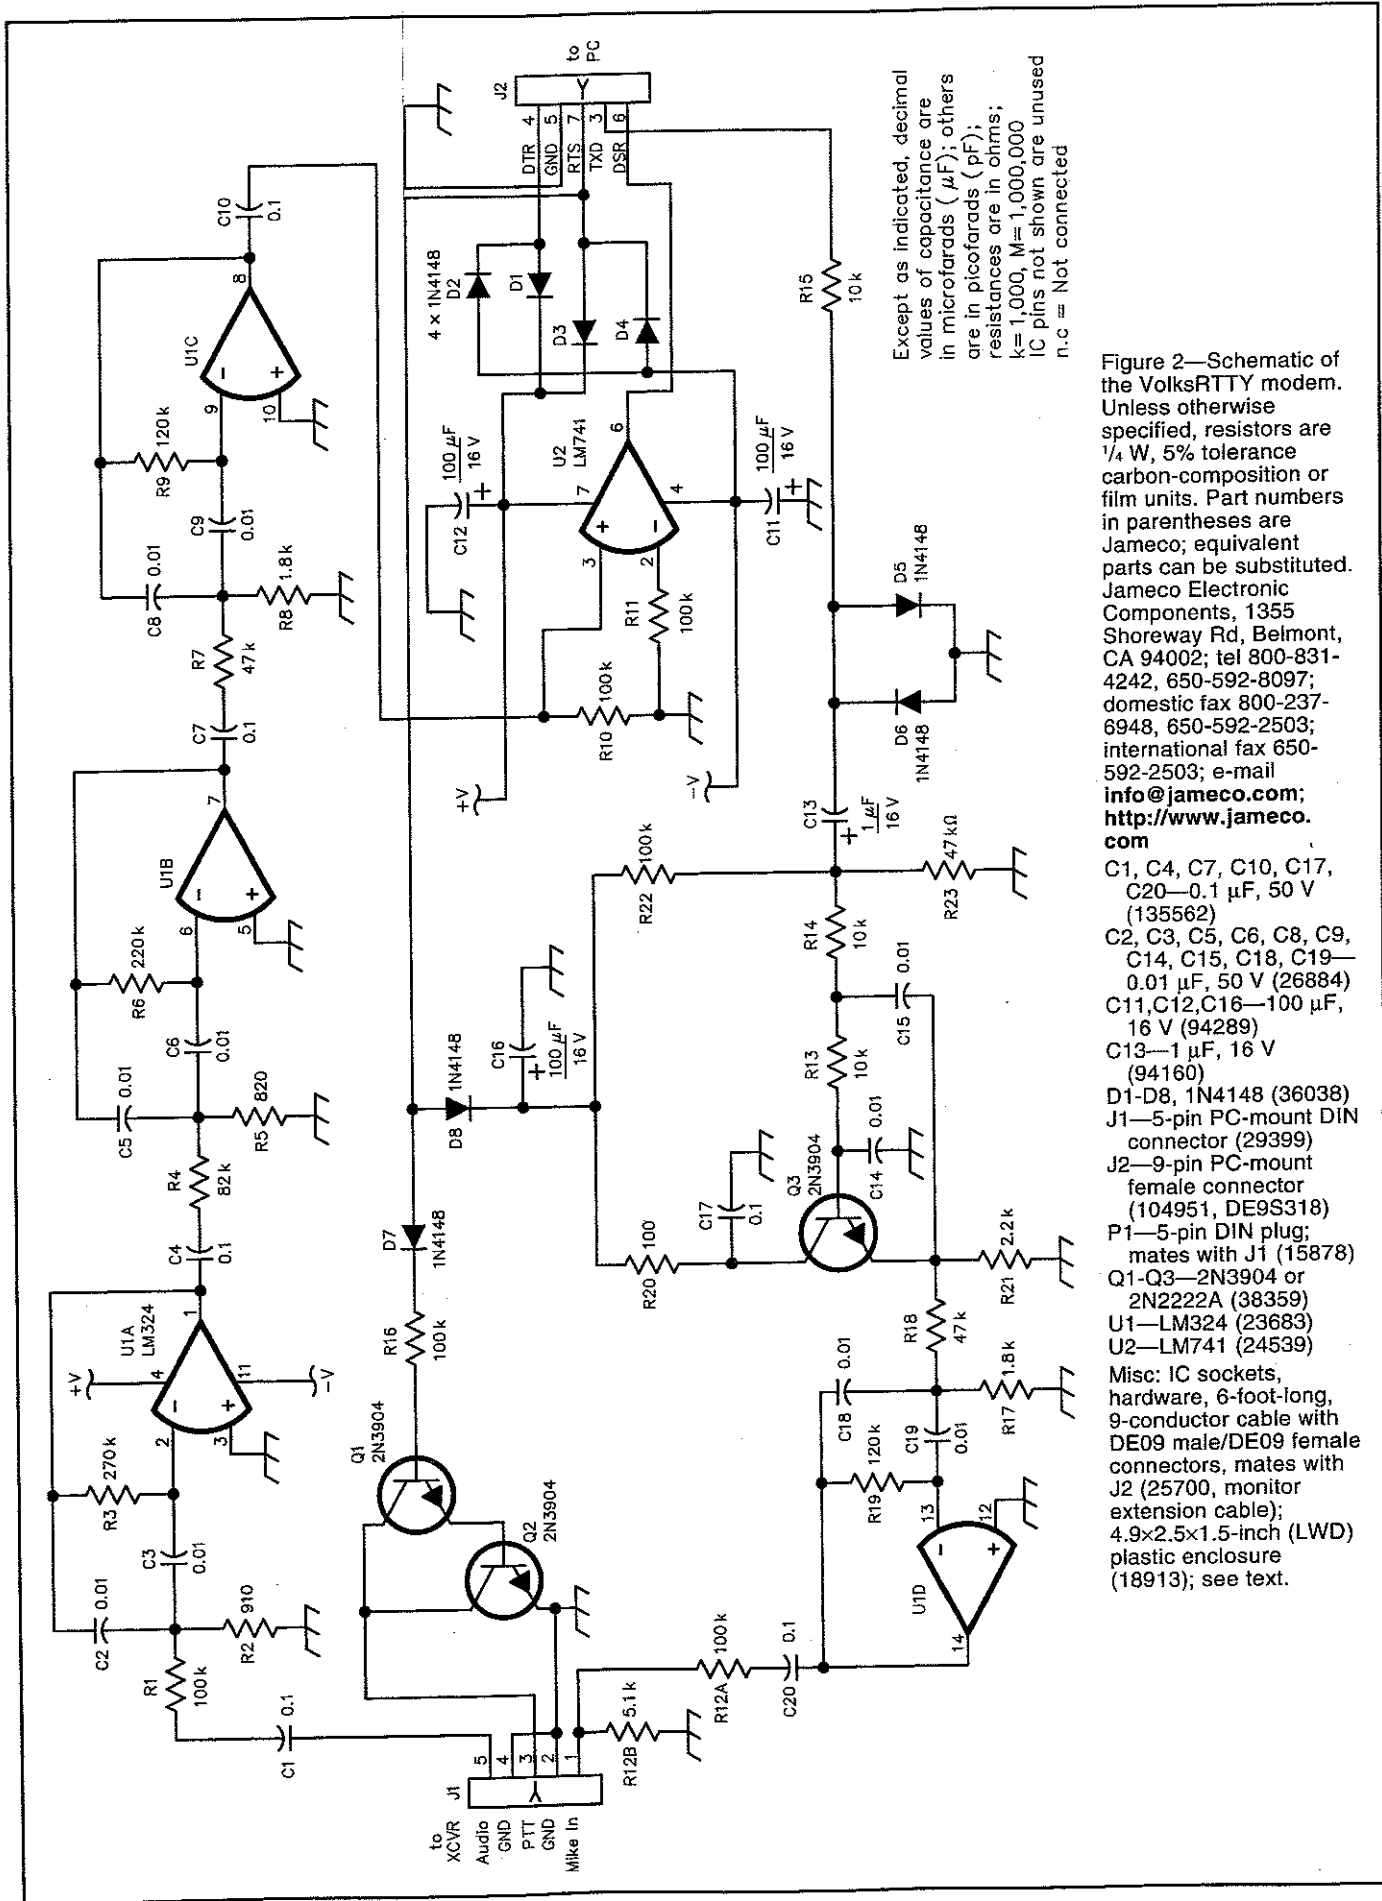 to
XCVR
Audio
GND
PTT
GND
Mike In
J1
5
4
3
2
1
C1
0.1
R1
100k
C2
0.01
R2
910
C3
0.01
R3
270k
U1A
LM324
+V
-V
4
11
2
3
1
C4
0.1
R4
82k
C5
0.01
R5
820
C6
0.01
R6
220k
U1B
6
5
7
C7
0.1
R7
47k
C8
0.01
R8
1.8k
C9
0.01
R9
120k
U1C
9
10
8
C10
0.1
Q1
2N3904
Q2
2N3904
R16
100k
D7
1N4148
D8
1N4148
C16
100 µF
16 V
+
+V
-V
R10
100k
R11
100k
C12
100 µF
16 V
+
U2
LM741
7
3
2
4
6
C11
100 µF
16 V
+
4 x 1N4148
D2
D1
D3
D4
J2
to
PC
DTR 4
GND 5
RTS 7
TXD 3
DSR 6
R12B
5.1k
R12A
100k
C20
0.1
U1D
14
13
12
R19
120k
C18
0.01
C19
0.01
R17
1.8k
R18
47k
R21
2.2k
R20
100
C17
0.1
Q3
2N3904
C14
0.01
R13
10k
C15
0.01
R14
10k
R22
100k
R23
47kΩ
C13
1 µF
16 V
+
D6
1N4148
D5
1N4148
R15
10k
Except as indicated, decimal
values of capacitance are
in microfarads ( µF); others
are in picofarads (pF);
resistances are in ohms;
k=1,000, M=1,000,000
IC pins not shown are unused
n.c = Not connected
Figure 2—Schematic of
the VolksRTTY modem.
Unless otherwise
specified, resistors are
1/4 W, 5% tolerance
carbon-composition or
film units. Part numbers
in parentheses are
Jameco; equivalent
parts can be substituted.
Jameco Electronic
Components, 1355
Shoreway Rd, Belmont,
CA 94002; tel 800-831-
4242, 650-592-8097;
domestic fax 800-237-
6948, 650-592-2503;
international fax 650-
592-2503; e-mail
info@jameco.com;
http://www.jameco.
com
C1, C4, C7, C10, C17,
C20—0.1 µF, 50 V
(135562)
C2, C3, C5, C6, C8, C9,
C14, C15, C18, C19—
0.01 µF, 50 V (26884)
C11,C12,C16—100 µF,
16 V (94289)
C13—1 µF, 16 V
(94160)
D1-D8, 1N4148 (36038)
J1—5-pin PC-mount DIN
connector (29399)
J2—9-pin PC-mount
female connector
(104951, DE9S318)
P1—5-pin DIN plug;
mates with J1 (15878)
Q1-Q3—2N3904 or
2N2222A (38359)
U1—LM324 (23683)
U2—LM741 (24539)
Misc: IC sockets,
hardware, 6-foot-long,
9-conductor cable with
DE09 male/DE09 female
connectors, mates with
J2 (25700, monitor
extension cable);
4.9×2.5×1.5-inch (LWD)
plastic enclosure
(18913); see text.